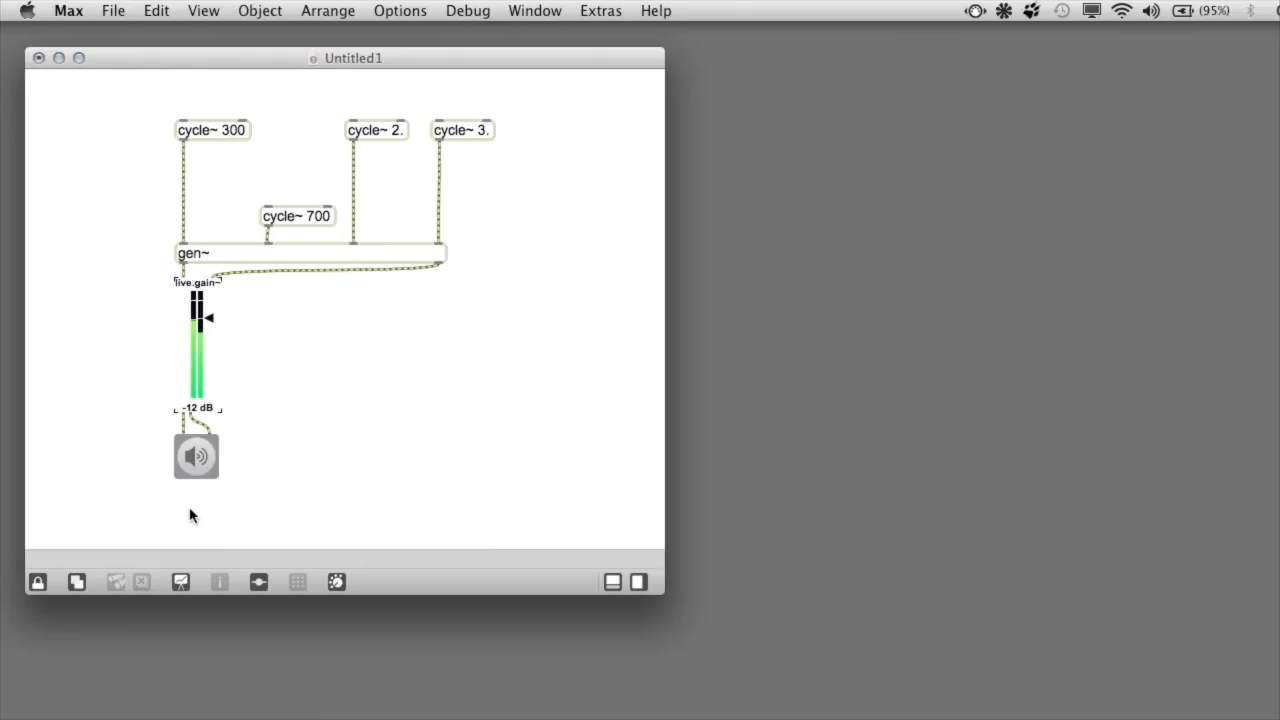 Max File Edit View Object Arrange Options Debug Window Extras Help (95%)
Untitled1
cycle~ 300 cycle~ 2. cycle~ 3.
cycle~ 700
gen~
live.gain~
-12 dB